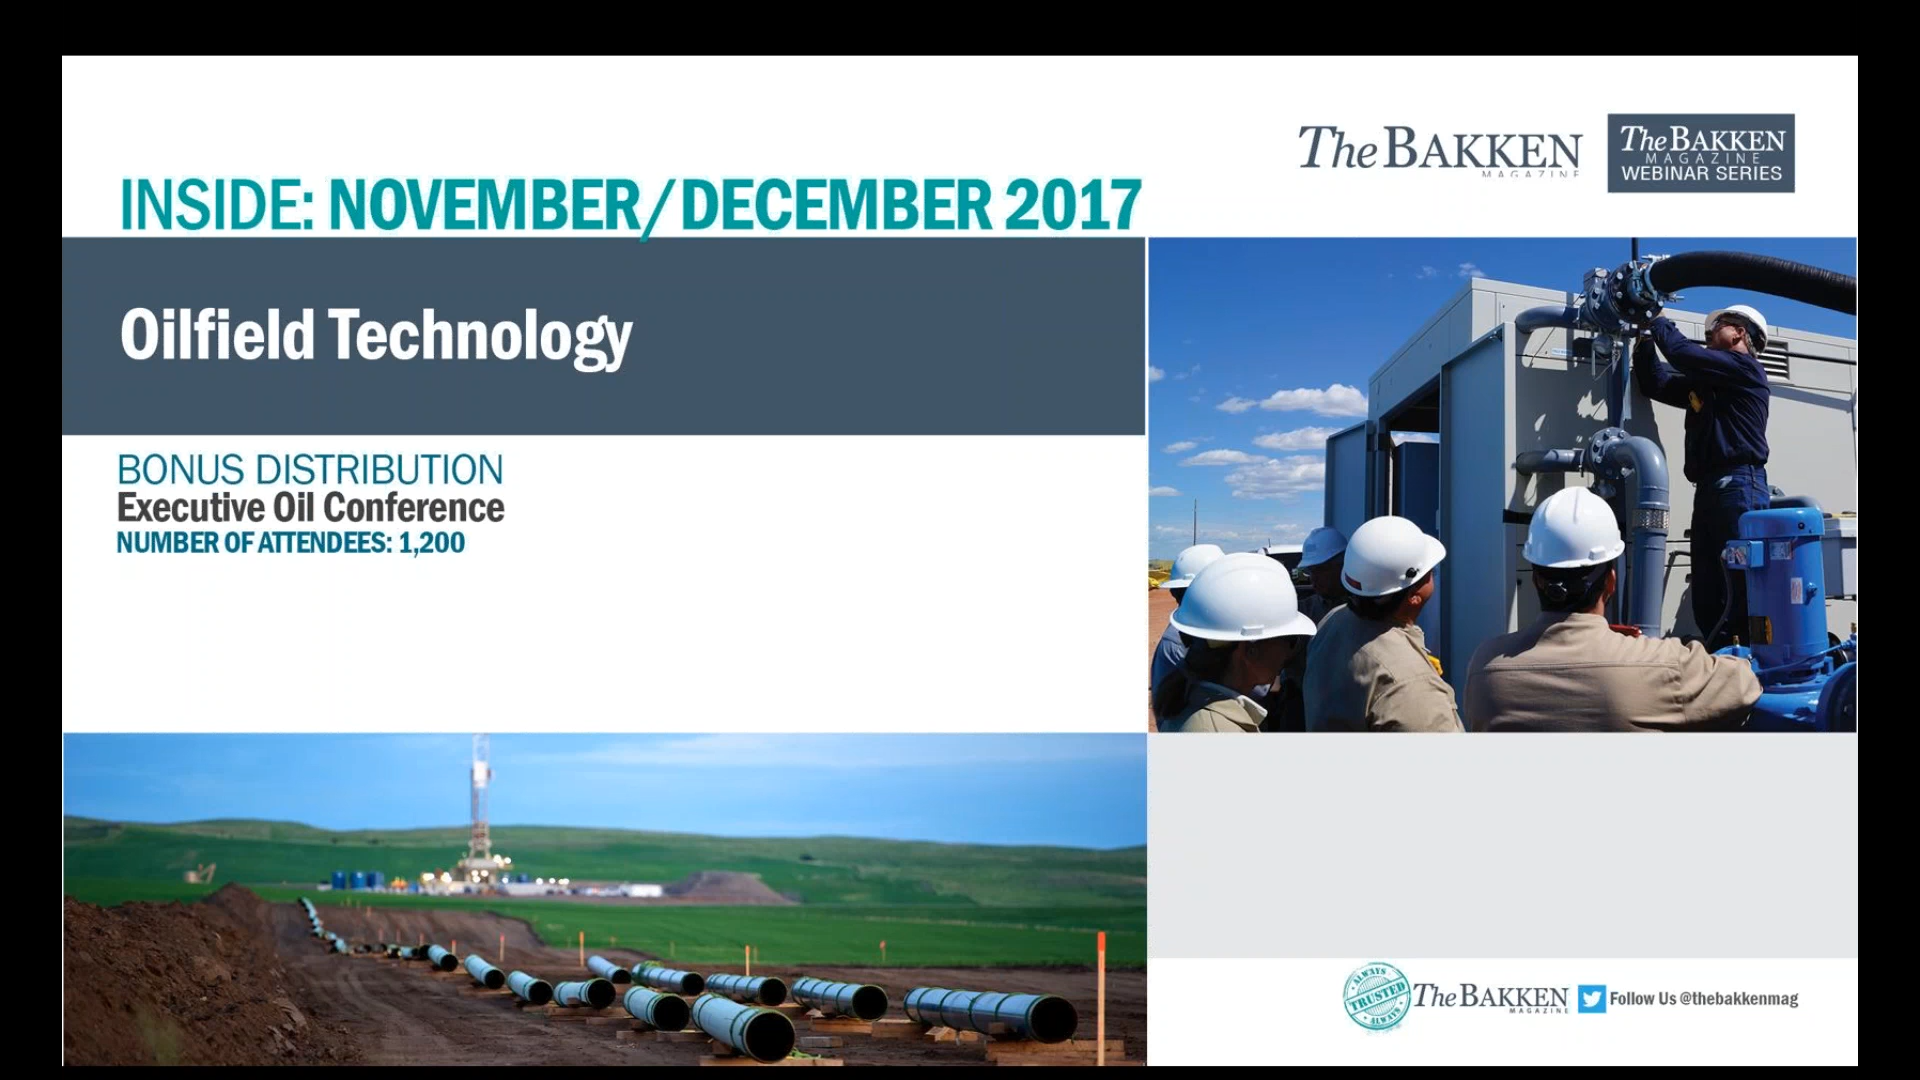 The BAKKEN
MAGAZINE
The BAKKEN
MAGAZINE
WEBINAR SERIES
INSIDE: NOVEMBER/DECEMBER 2017
Oilfield Technology
BONUS DISTRIBUTION
Executive Oil Conference
NUMBER OF ATTENDEES: 1,200
ALWAYS
TRUSTED
ALWAYS
The BAKKEN
MAGAZINE
Follow Us @thebakkenmag